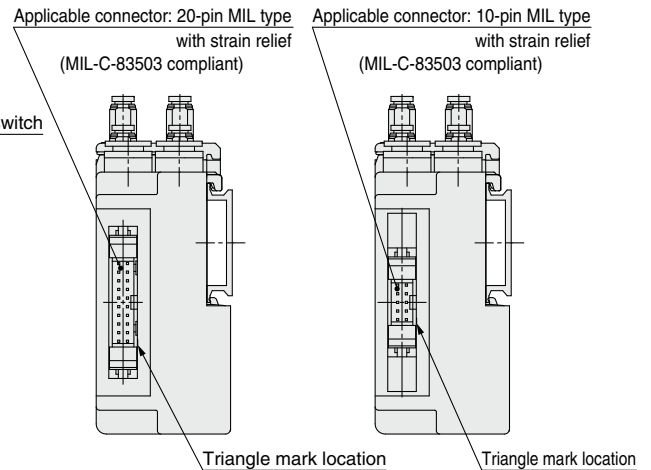 Applicable connector: 20-pin MIL type
with strain relief
(MIL-C-83503 compliant)
Applicable connector: 10-pin MIL type
with strain relief
(MIL-C-83503 compliant)
witch
Triangle mark location
Triangle mark location